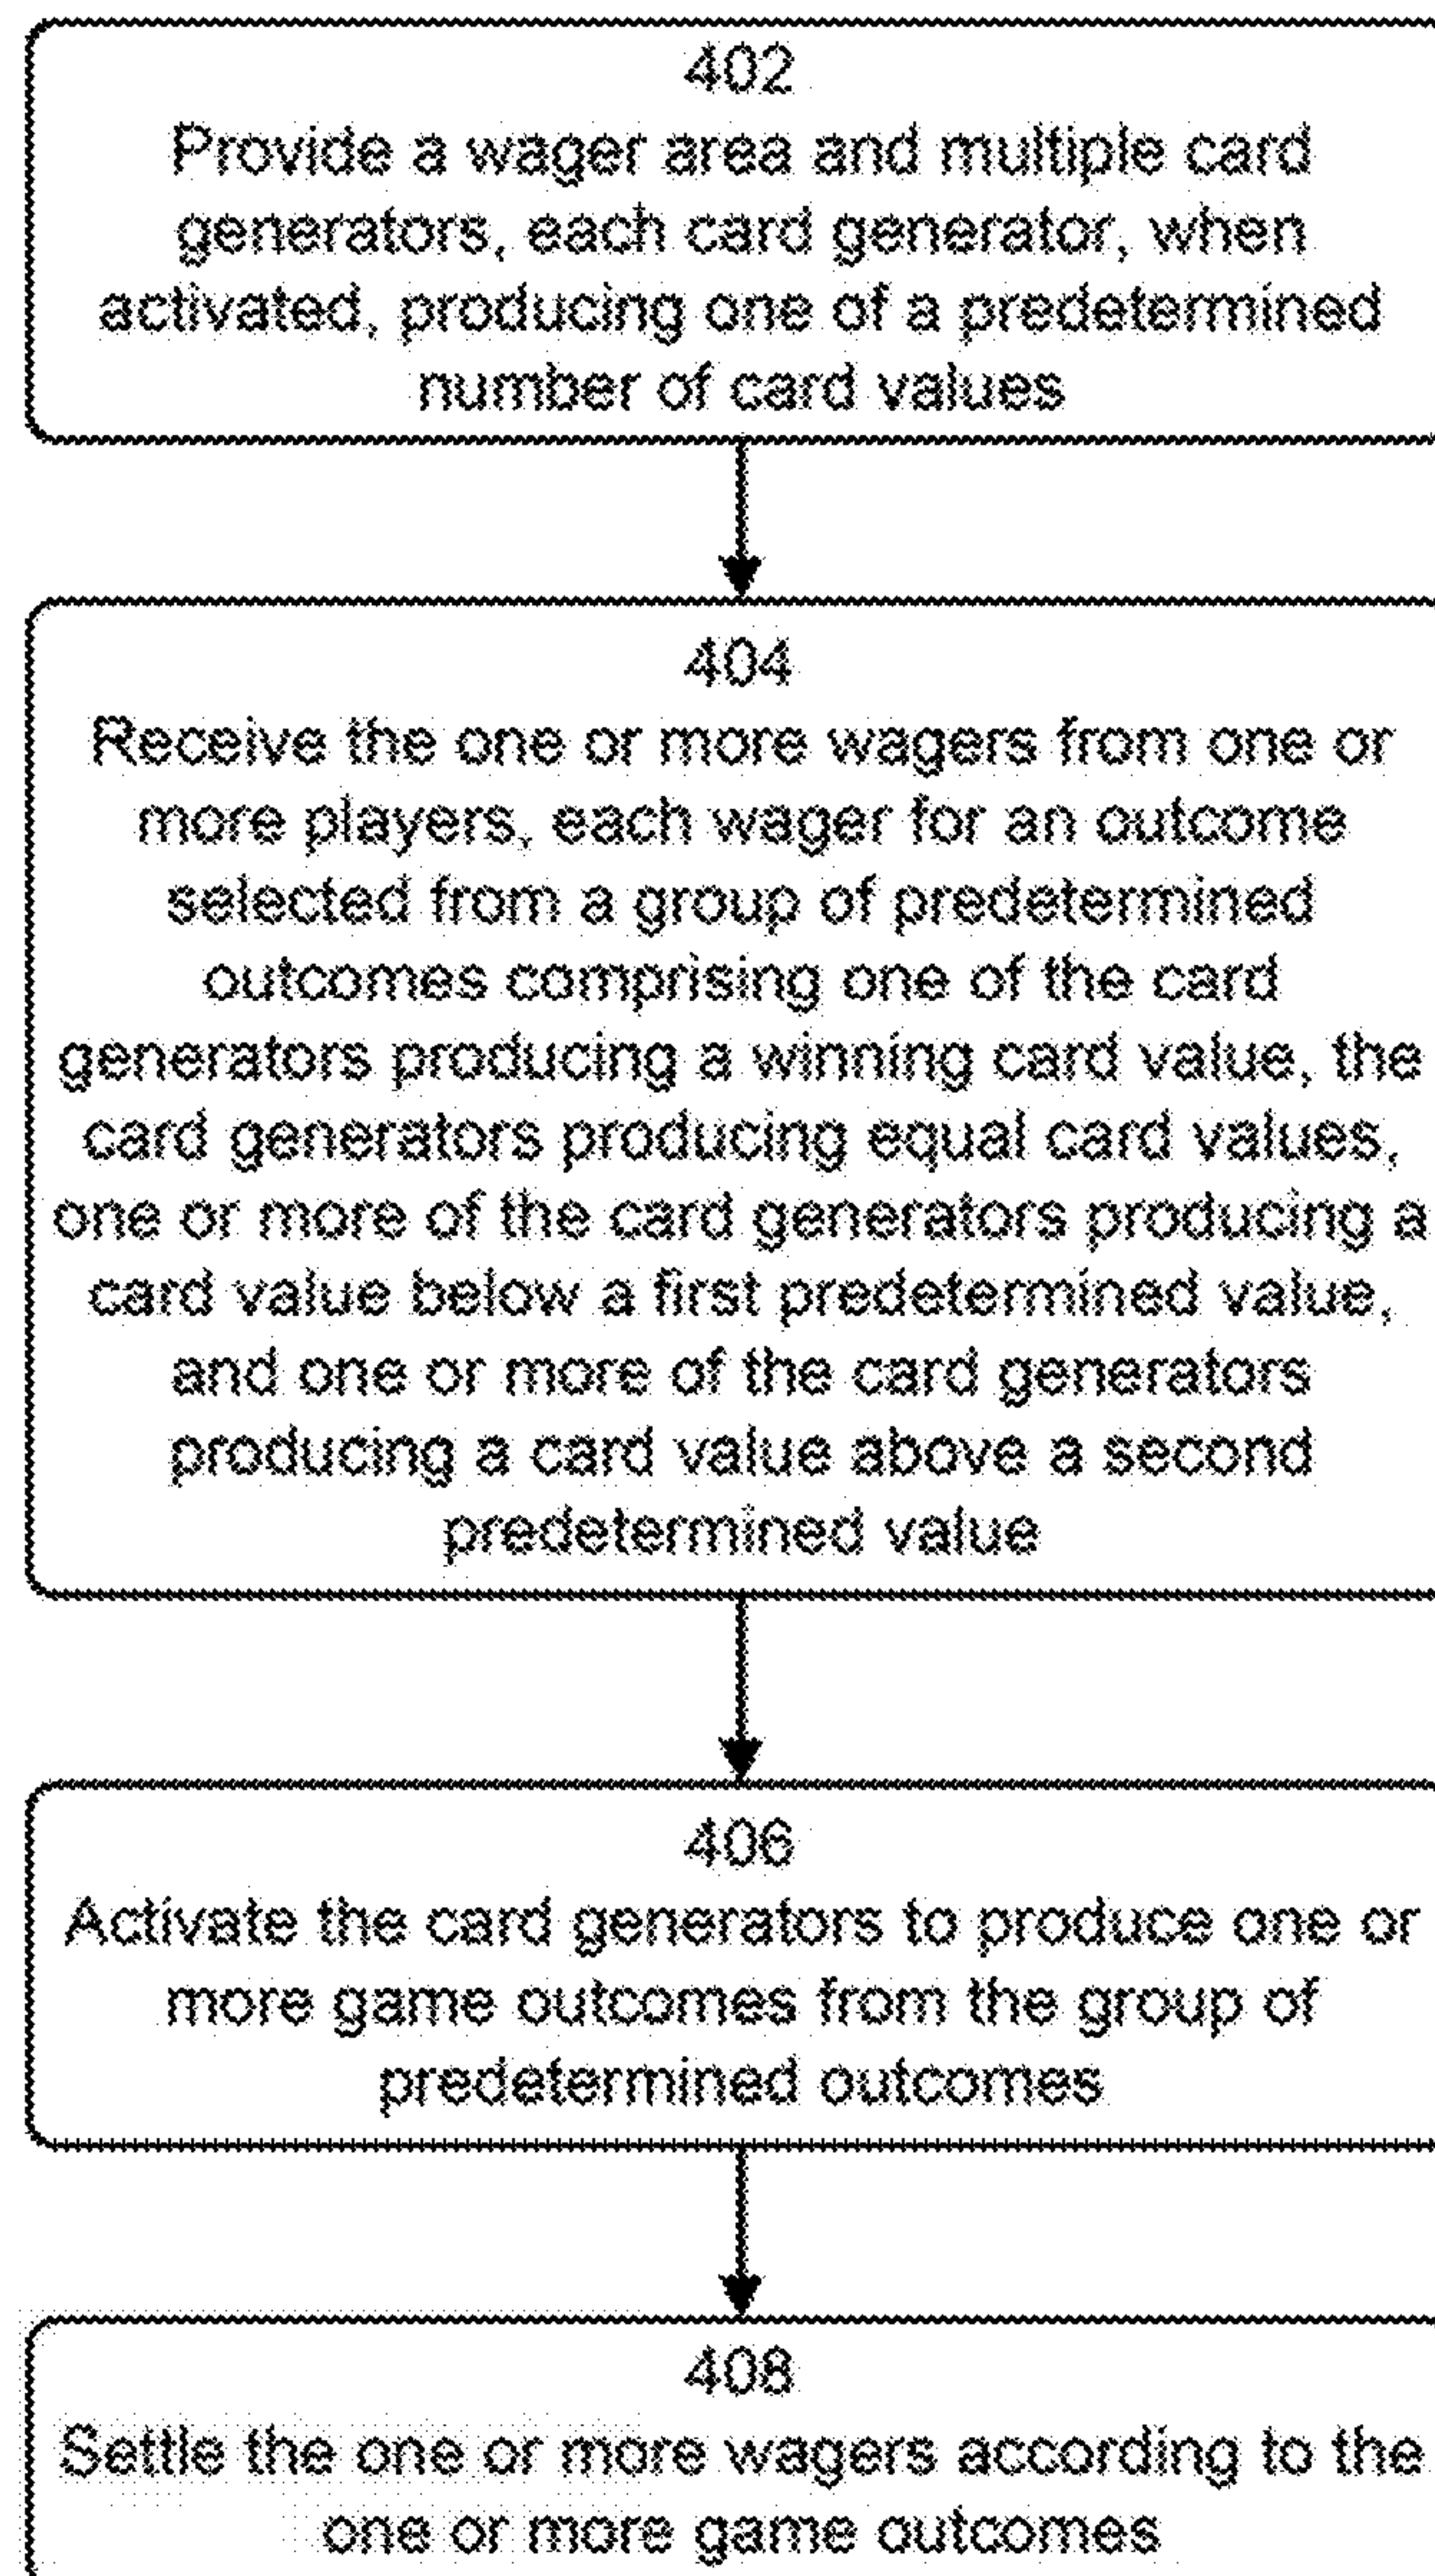 402
Provide a wager area and multiple card
generators, each card generator, when
activated, producing one of a predetermined
number of card values
404
Receive the one or more wagers from one or
more players, each wager for an outcome
selected from a group of predetermined
outcomes comprising one of the card
generators producing a winning card value, the
card generators producing equal card values,
one or more of the card generators producing a
card value below a first predetermined value,
and one or more of the card generators
producing a card value above a second
predetermined value
406
Activate the card generators to produce one or
more game outcomes from the group of
predetermined outcomes
408
Settle the one or more wagers according to the
one or more game outcomes